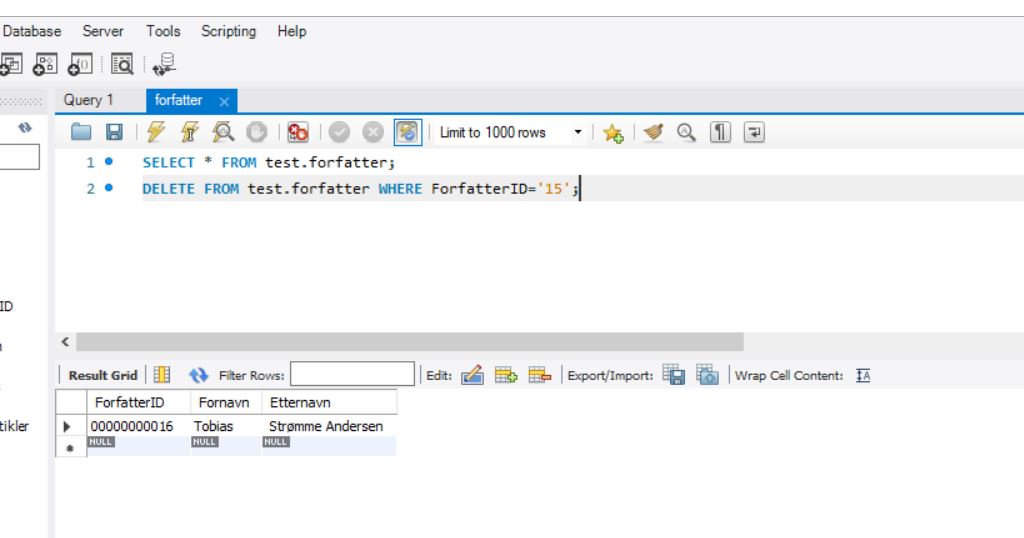 Database Server Tools Scripting Help
Query 1 forfatter
Limit to 1000 rows
1 SELECT * FROM test.forfatter;
2 DELETE FROM test.forfatter WHERE ForfatterID='15';
ID
tikler
Result Grid Filter Rows: Edit: Export/Import: Wrap Cell Content:
ForfatterID Fornavn Etternavn
00000000016 Tobias Strømme Andersen
NULL NULL NULL